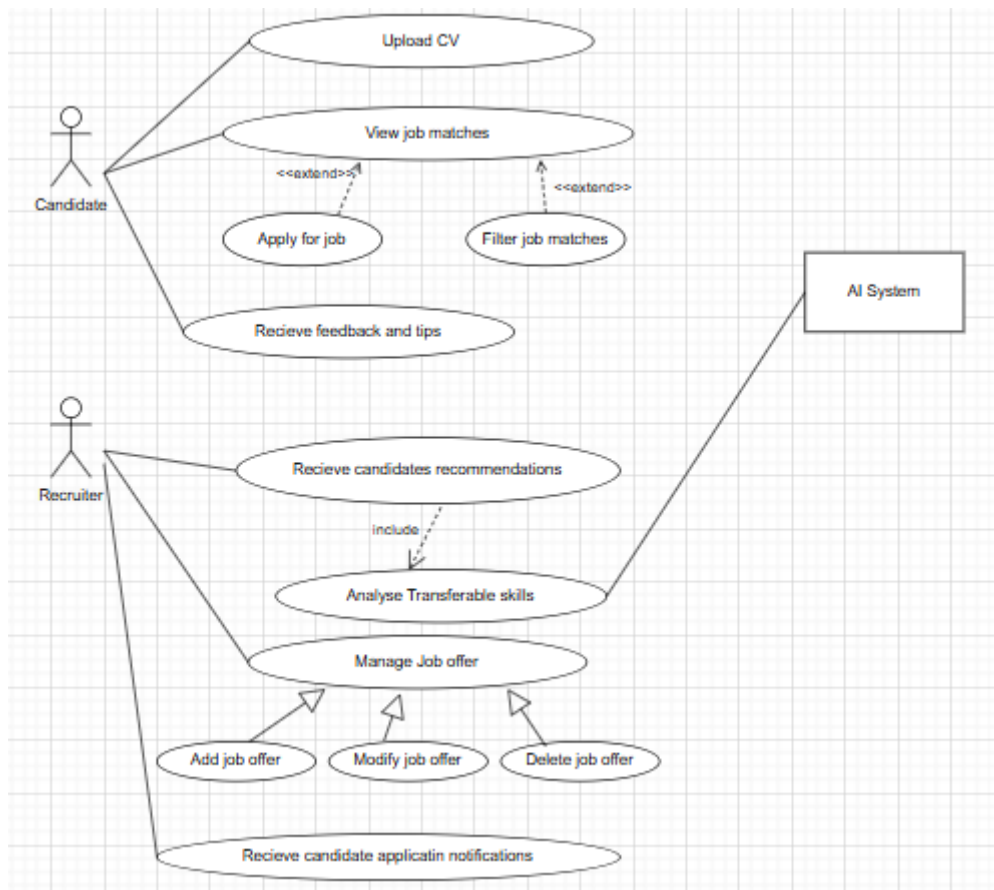 Upload CV
View job matches
<<extend>>
<<extend>>
Candidate
Apply for job
Filter job matches
AI System
Recieve feedback and tips
Recieve candidates recommendations
Recruiter
include
Analyse Transferable skills
Manage Job offer
Add job offer
Modify job offer
Delete job offer
Recieve candidate applicatin notifications